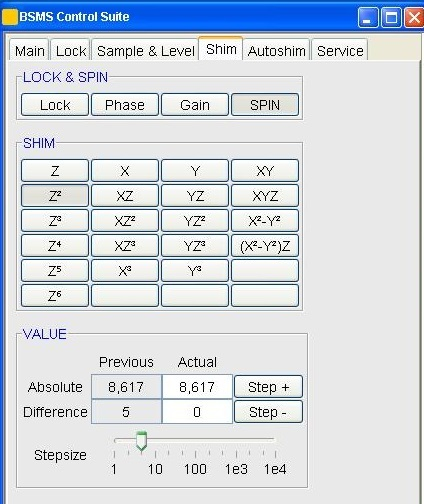 BSMS Control Suite
Main Lock Sample & Level Shim Autoshim Service
LOCK & SPIN
Lock Phase Gain SPIN
SHIM
Z X Y XY
Z² XZ YZ XYZ
Z³ XZ² YZ² X²-Y²
Z⁴ XZ³ YZ³ (X²-Y²)Z
Z⁵ X³ Y³
Z⁶
VALUE
Previous Actual
Absolute 8,617 8,617 Step +
Difference 5 0 Step -
Stepsize
1 10 100 1e3 1e4